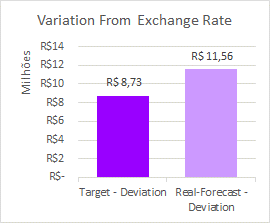 Variation From Exchange Rate
Milhões
R$14
R$12
R$10
R$8
R$6
R$4
R$2
R$-
R$ 8,73
R$ 11,56
Target - Deviation
Real-Forecast -
Deviation